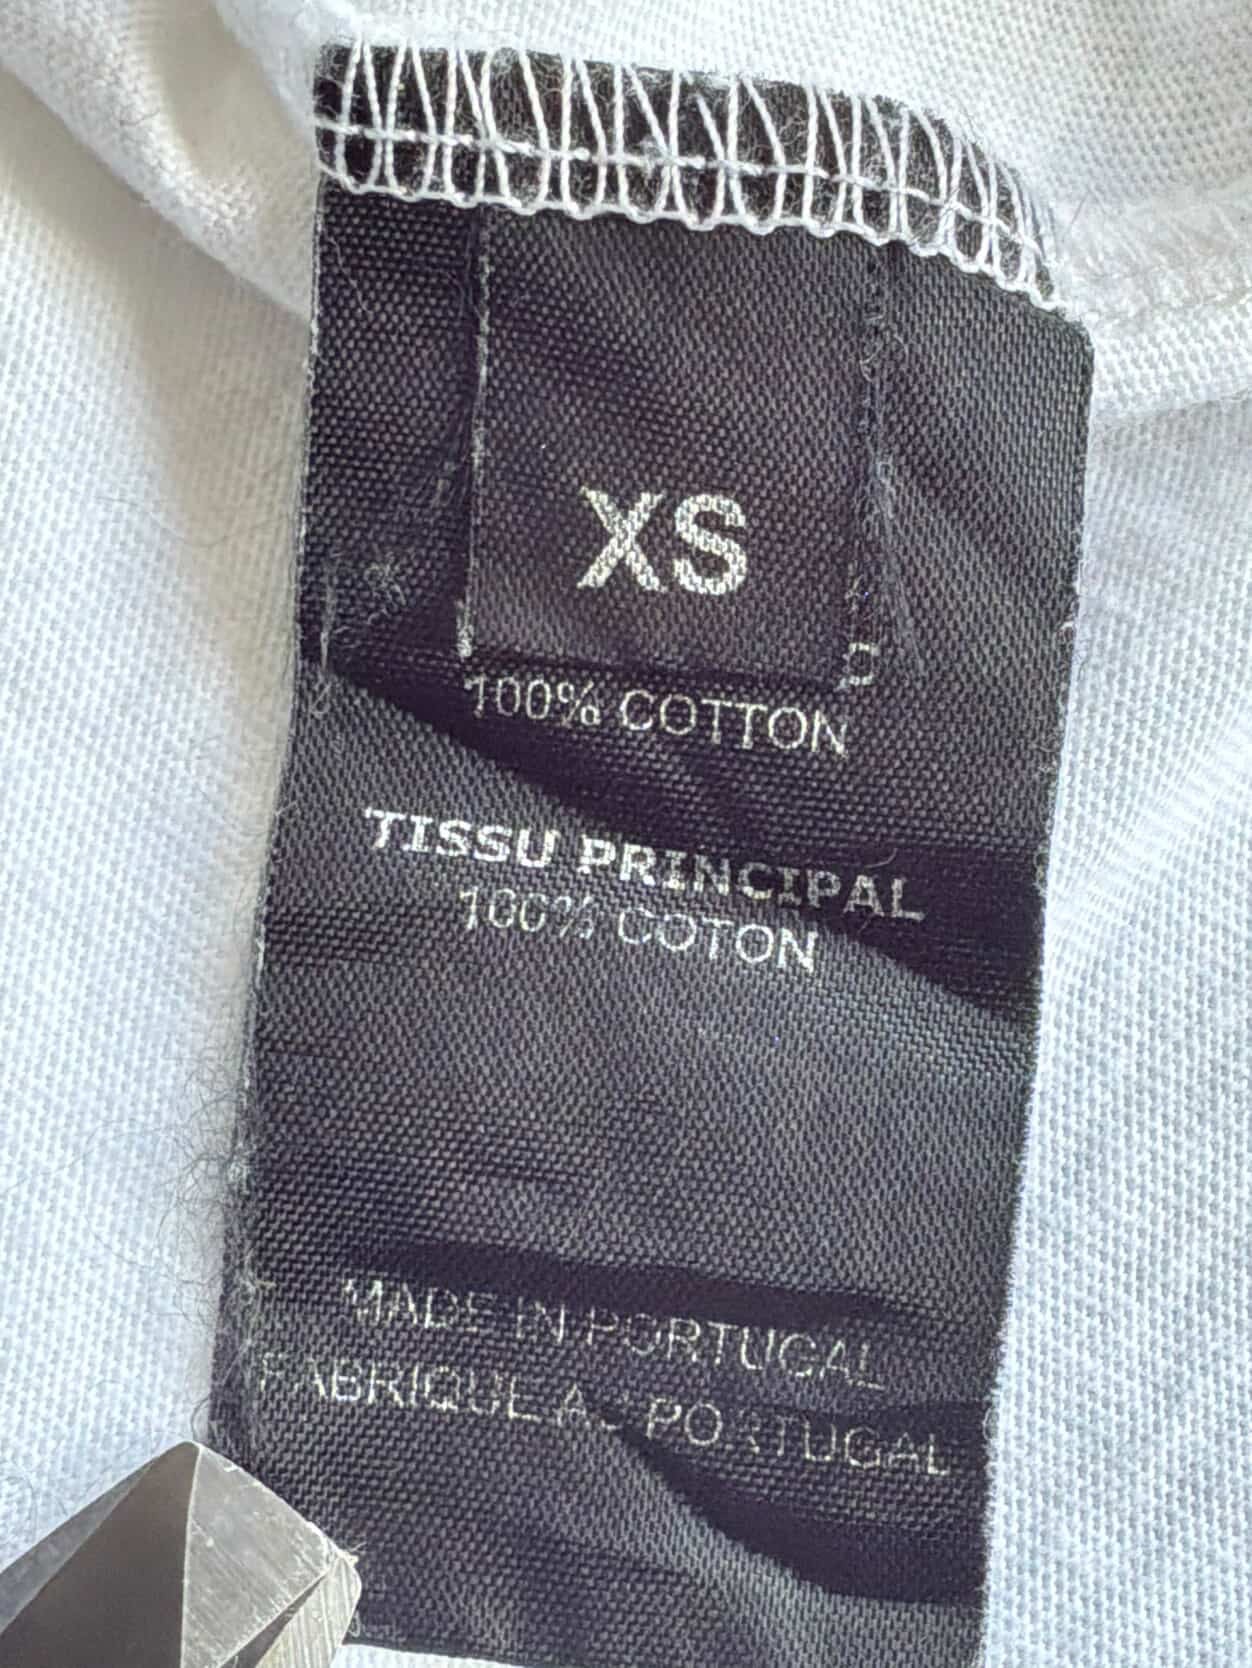 XS
100% COTTON
TISSU PRINCIPAL
100% COTON
MADE IN PORTUGAL
FABRIQUE AU PORTUGAL